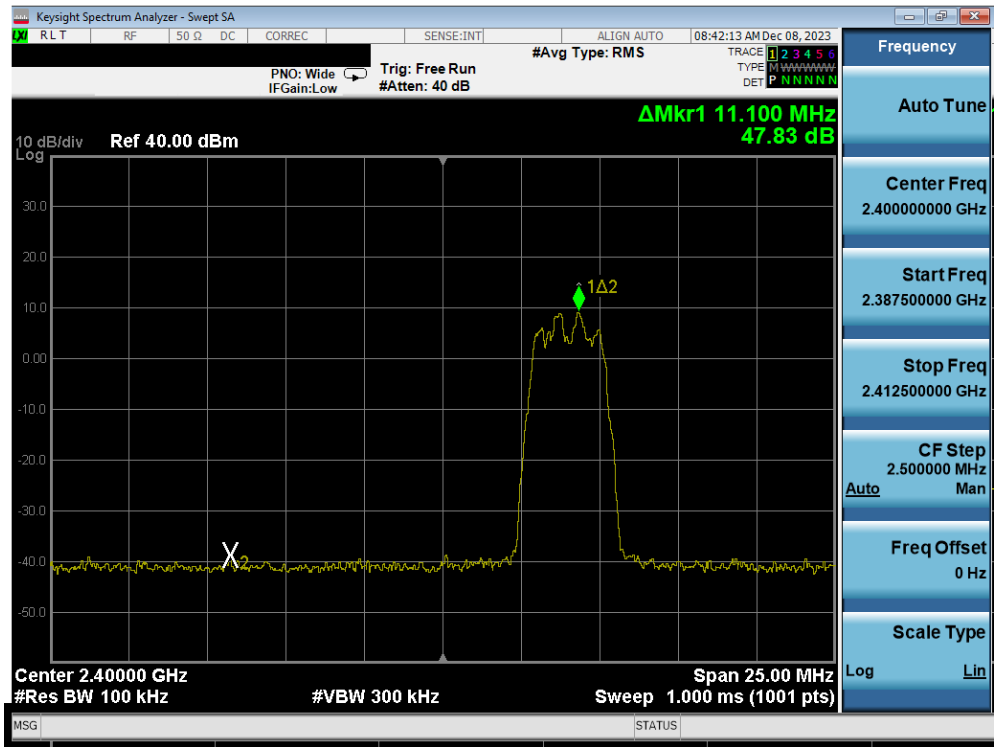 Keysight Spectrum Analyzer - Swept SA
LXI RLT RF 50 Ω DC CORREC SENSE:INT ALIGN AUTO 08:42:13 AM Dec 08, 2023
#Avg Type: RMS TRACE 1 2 3 4 5 6
PNO: Wide Trig: Free Run TYPE M W W W W W
IFGain:Low #Atten: 40 dB DET P N N N N N
ΔMkr1 11.100 MHz
47.83 dB
10 dB/div Ref 40.00 dBm
Log
30.0
20.0
1Δ2
10.0
0.00
-10.0
-20.0
-30.0
X2
-40.0
-50.0
Center 2.40000 GHz Span 25.00 MHz
#Res BW 100 kHz #VBW 300 kHz Sweep 1.000 ms (1001 pts)
MSG STATUS
Frequency
Auto Tune
Center Freq
2.400000000 GHz
Start Freq
2.387500000 GHz
Stop Freq
2.412500000 GHz
CF Step
2.500000 MHz
Auto Man
Freq Offset
0 Hz
Scale Type
Log Lin